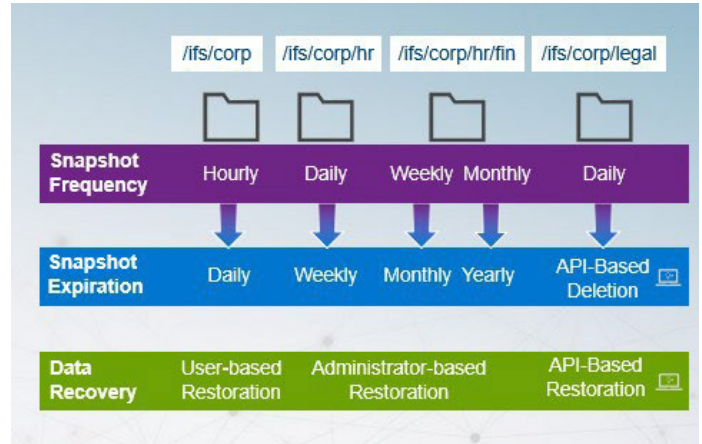 /ifs/corp /ifs/corp/hr /ifs/corp/hr/fin /ifs/corp/legal
Snapshot
Frequency
Hourly Daily Weekly Monthly Daily
Snapshot
Expiration
Daily Weekly Monthly Yearly
API-Based
Deletion
Data
Recovery
User-based
Restoration
Administrator-based
Restoration
API-Based
Restoration